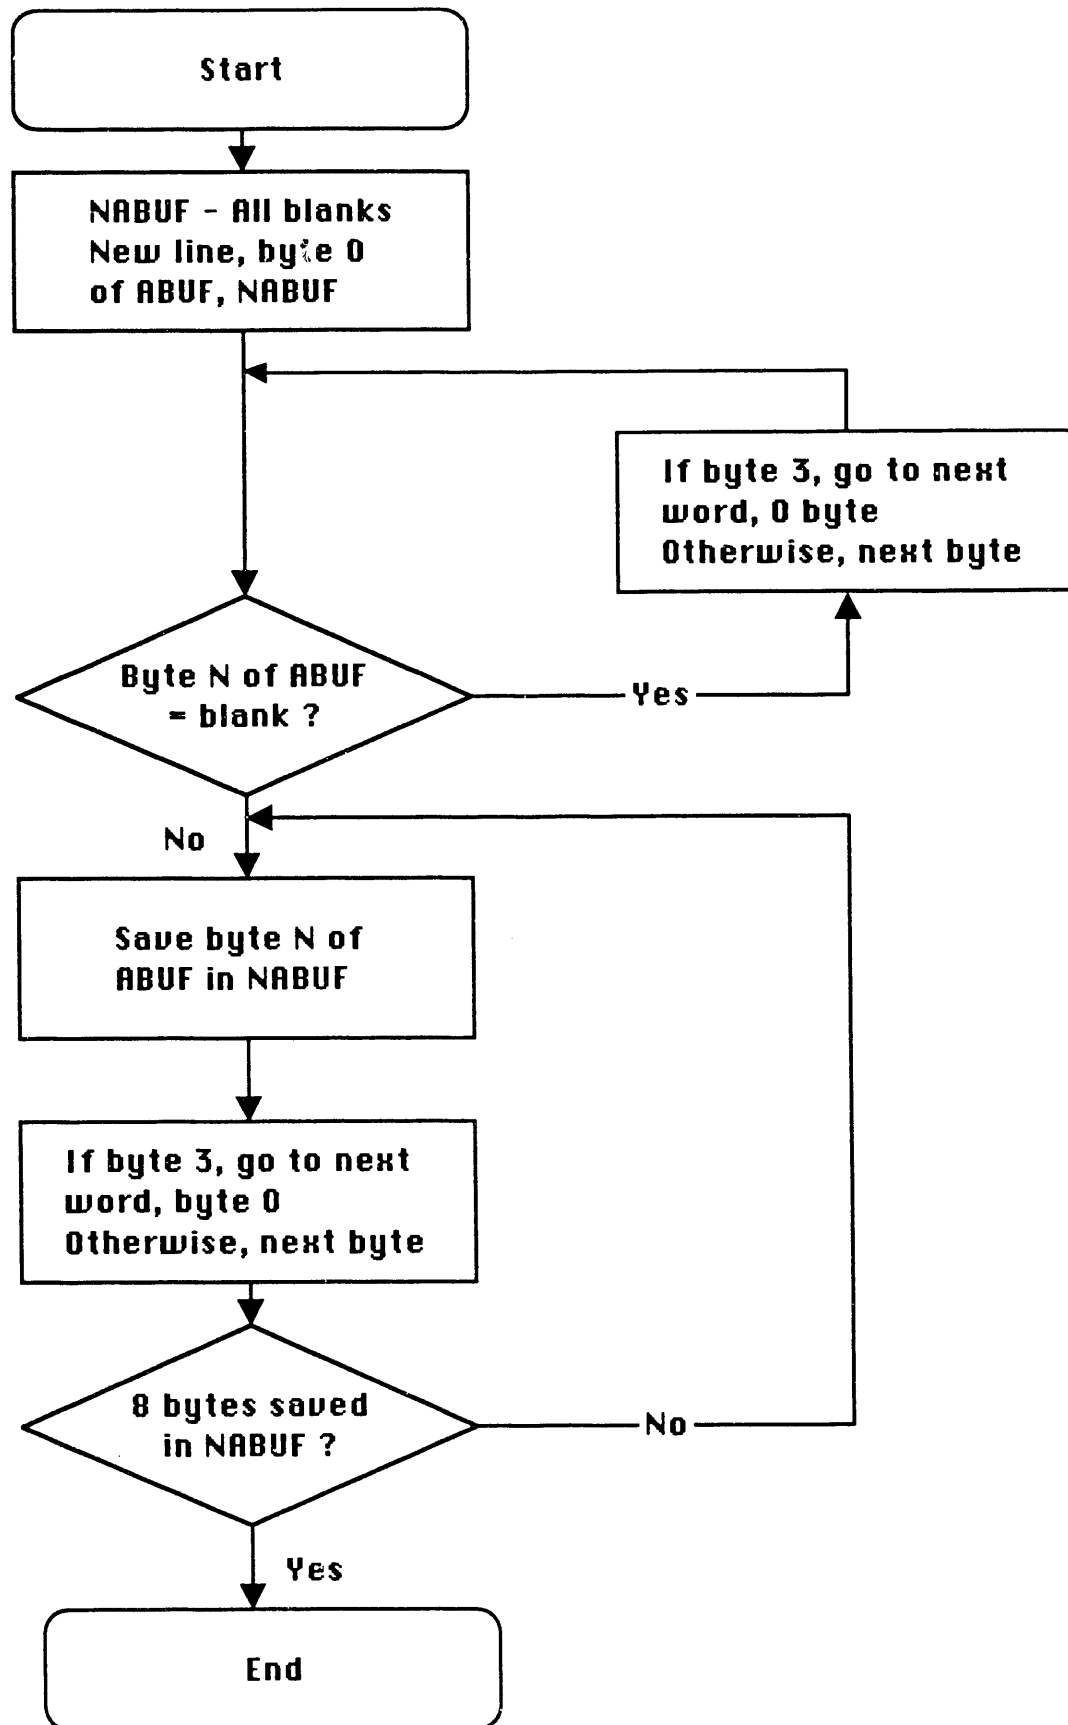 Start
NABUF - All blanks
New line, byte 0
of ABUF, NABUF
If byte 3, go to next
word, 0 byte
Otherwise, next byte
Byte N of ABUF
= blank ?
Yes
No
Save byte N of
ABUF in NABUF
If byte 3, go to next
word, byte 0
Otherwise, next byte
8 bytes saved
in NABUF ?
No
Yes
End